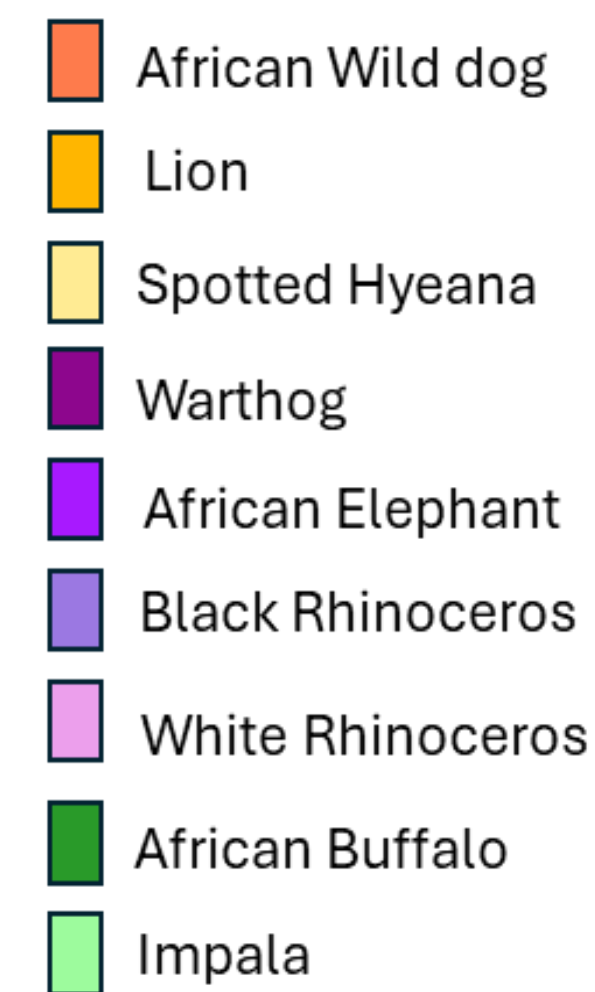 African Wild dog
Lion
Spotted Hyeana
Warthog
African Elephant
Black Rhinoceros
White Rhinoceros
African Buffalo
Impala